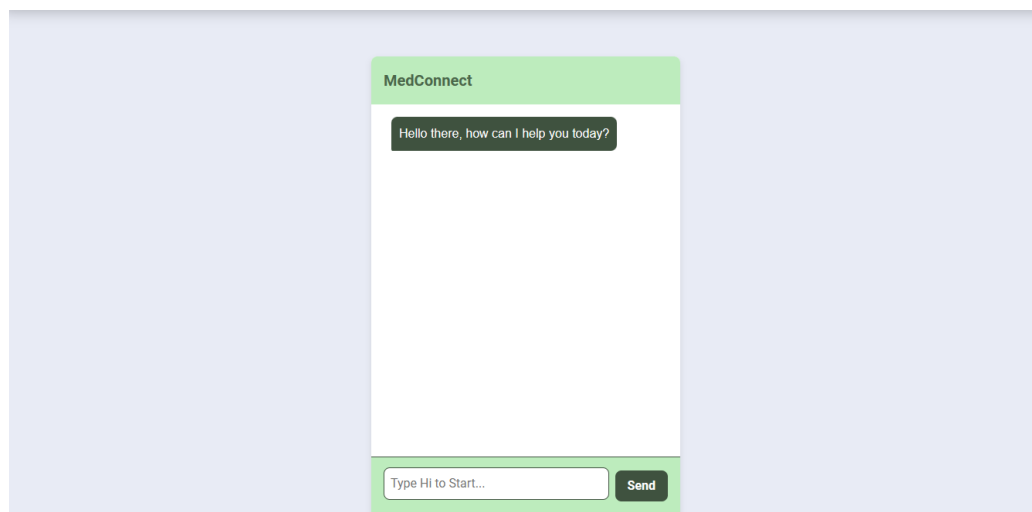 MedConnect
Hello there, how can I help you today?
Type Hi to Start...
Send